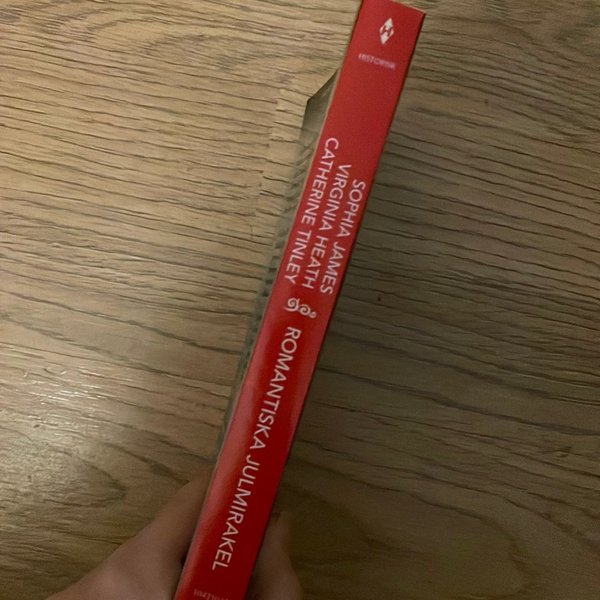 HISTORISK
SOPHIA JAMES
VIRGINIA HEATH
CATHERINE TINLEY
ROMANTISKA JULMIRAKEL